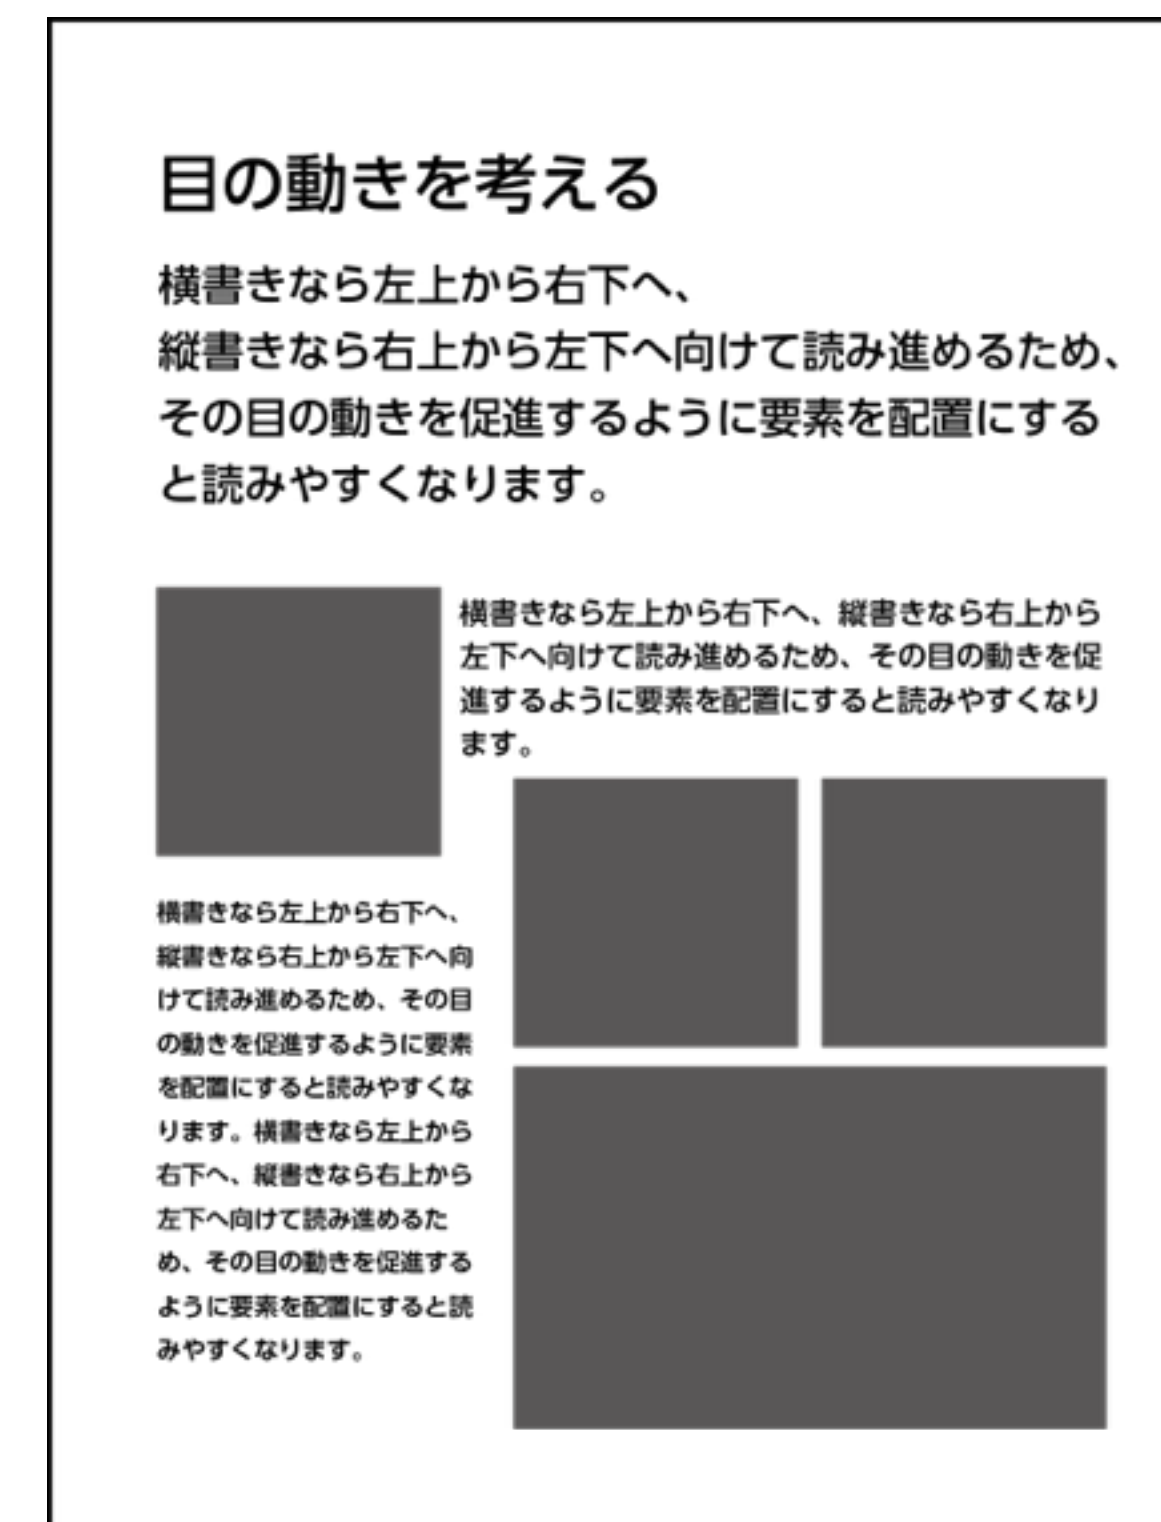 目の動きを考える
横書きなら左上から右下へ、
縦書きなら右上から左下へ向けて読み進めるため、
その目の動きを促進するように要素を配置にする
と読みやすくなります。
横書きなら左上から右下へ、縦書きなら右上から
左下へ向けて読み進めるため、その目の動きを促
進するように要素を配置にすると読みやすくなり
ます。
横書きなら左上から右下へ、
縦書きなら右上から左下へ向
けて読み進めるため、その目
の動きを促進するように要素
を配置にすると読みやすくな
ります。横書きなら左上から
右下へ、縦書きなら右上から
左下へ向けて読み進めるた
め、その目の動きを促進する
ように要素を配置にすると読
みやすくなります。